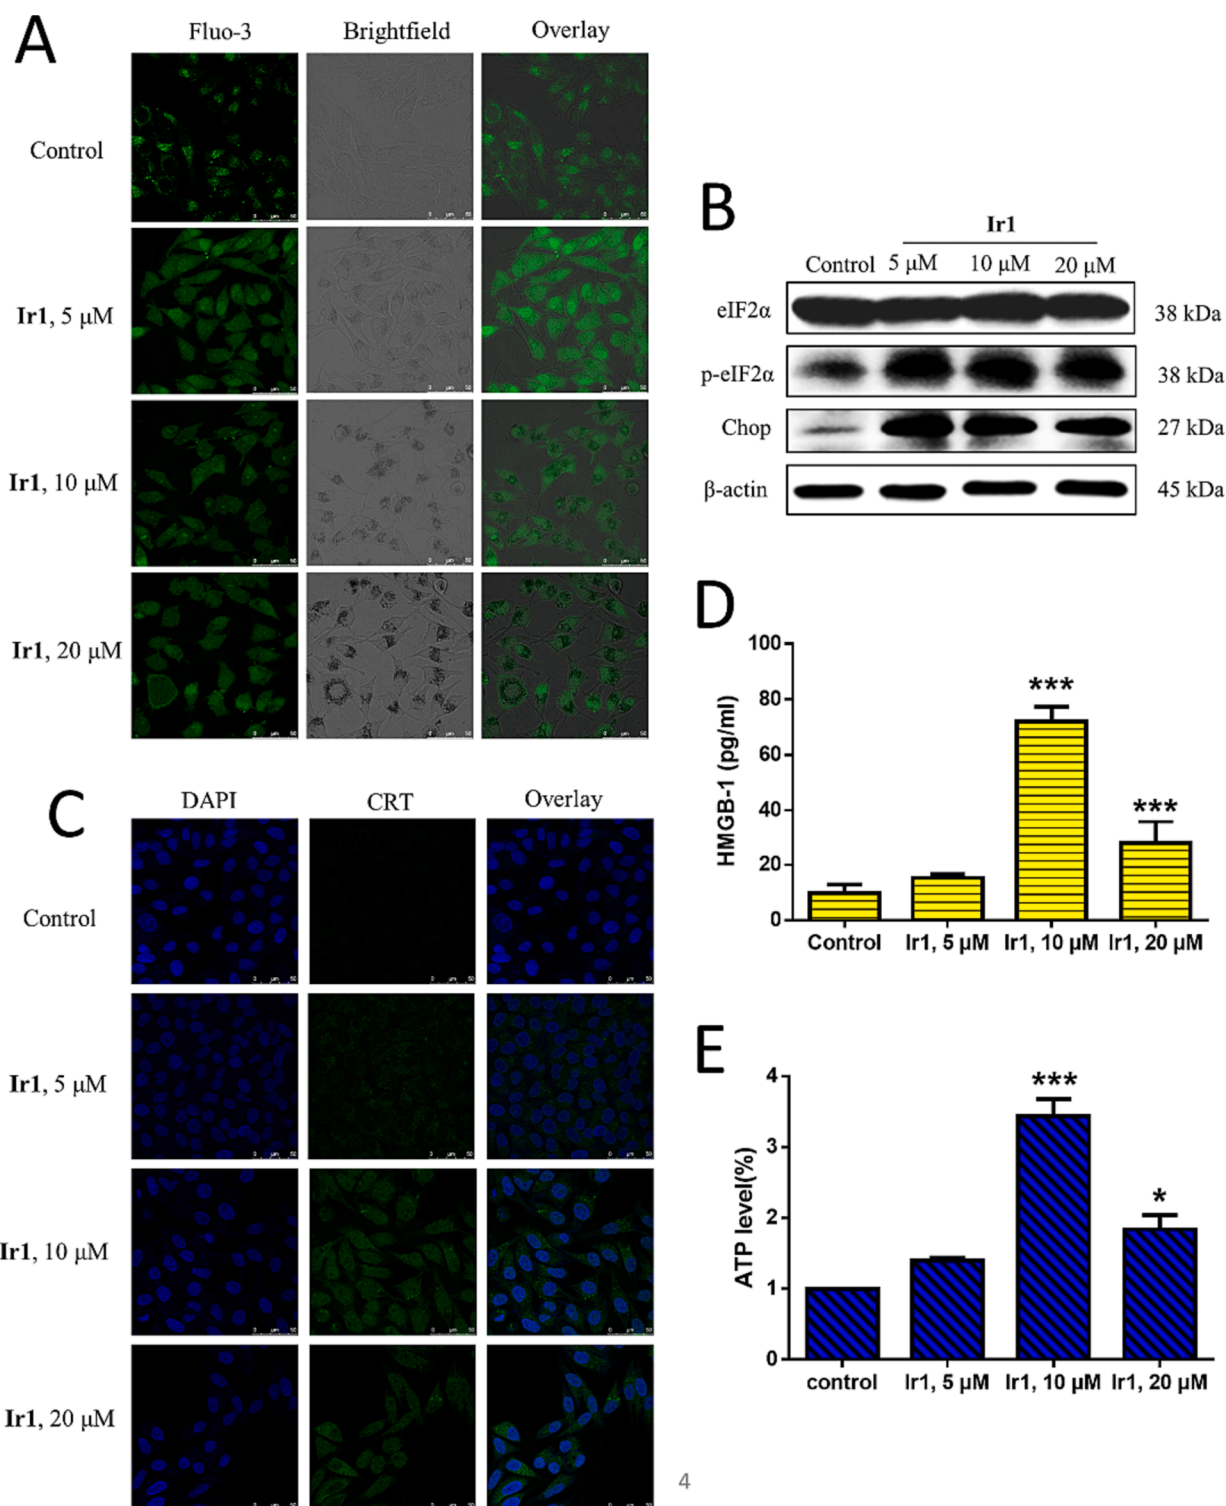 A
Fluo-3 Brightfield Overlay
Control
Ir1, 5 μM
Ir1, 10 μM
Ir1, 20 μM
B
Ir1
Control 5 μM 10 μM 20 μM
eIF2α 38 kDa
p-eIF2α 38 kDa
Chop 27 kDa
β-actin 45 kDa
C
DAPI CRT Overlay
Control
Ir1, 5 μM
Ir1, 10 μM
Ir1, 20 μM
D
HMGB-1 (pg/ml)
100
80
60
40
20
0
***
***
Control Ir1, 5 μM Ir1, 10 μM Ir1, 20 μM
E
ATP level(%)
4
3
2
1
0
***
*
control Ir1, 5 μM Ir1, 10 μM Ir1, 20 μM
4